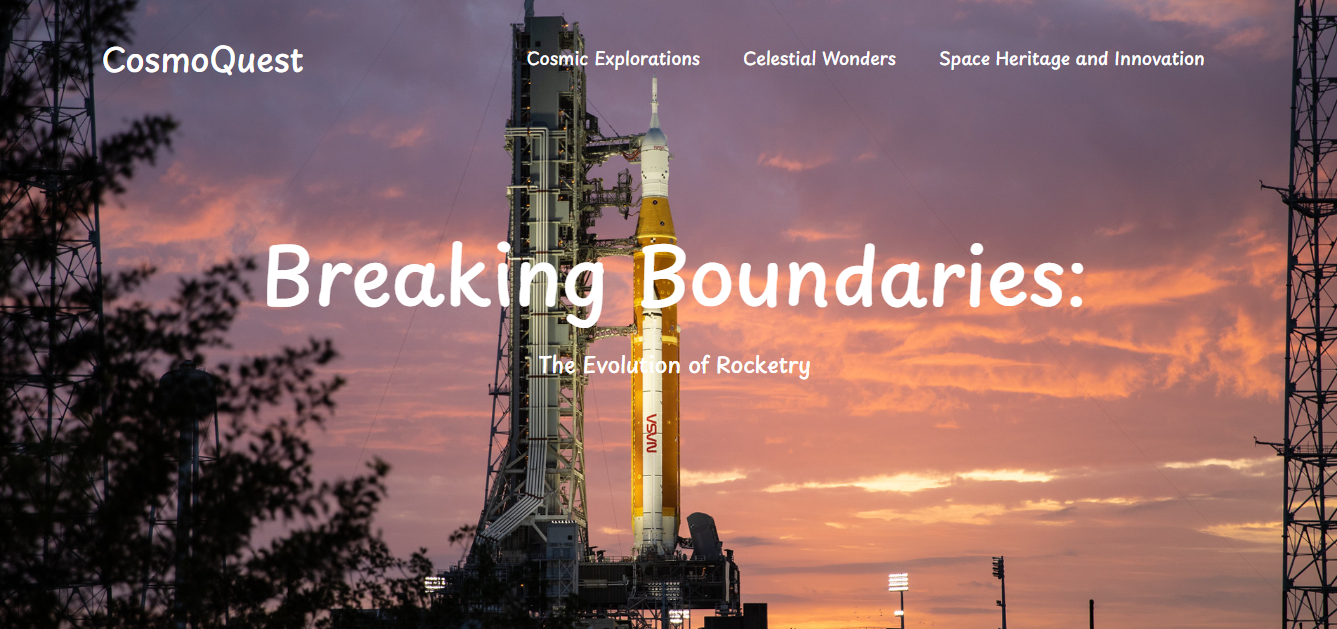 CosmoQuest
Cosmic Explorations
Celestial Wonders
Space Heritage and Innovation
Breaking Boundaries:
The Evolution of Rocketry
NASA